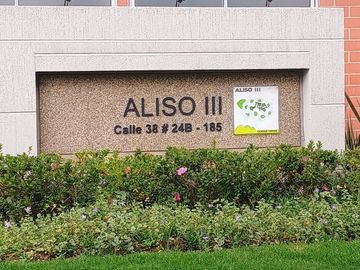 ALISO III
Calle 38 # 24B - 185
ALISO III